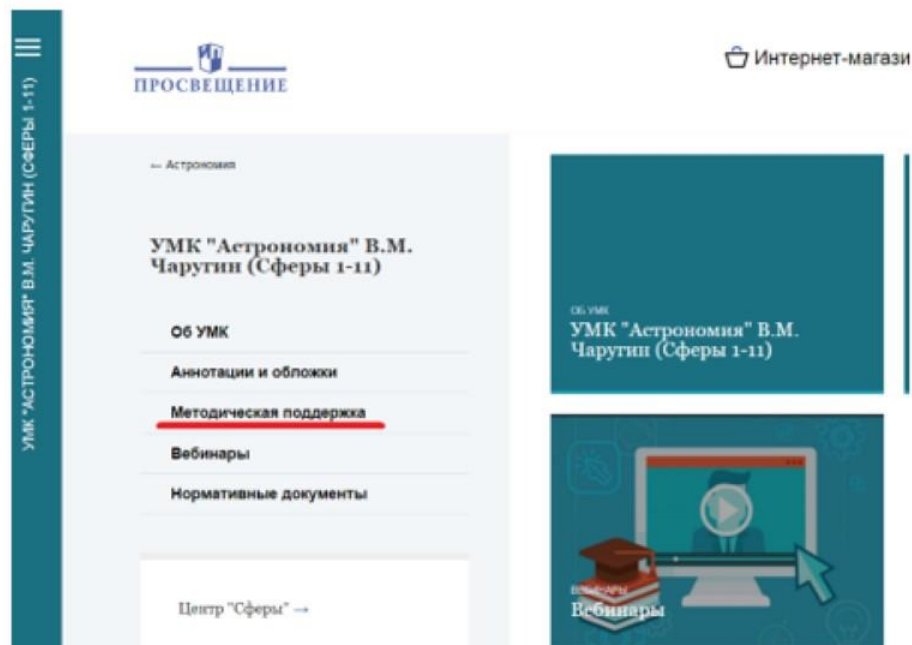 УМК "АСТРОНОМИЯ" В.М. ЧАРУГИН (СФЕРЫ 1-11)
ПРОСВЕЩЕНИЕ
Интернет-магази
← Астрономия
УМК "Астрономия" В.М.
Чаругин (Сферы 1-11)
Об УМК
Аннотации и обложки
Методическая поддержка
Вебинары
Нормативные документы
Центр "Сферы" →
ОБ УМК
УМК "Астрономия" В.М.
Чаругин (Сферы 1-11)
ВЕБИНАРЫ
Вебинары